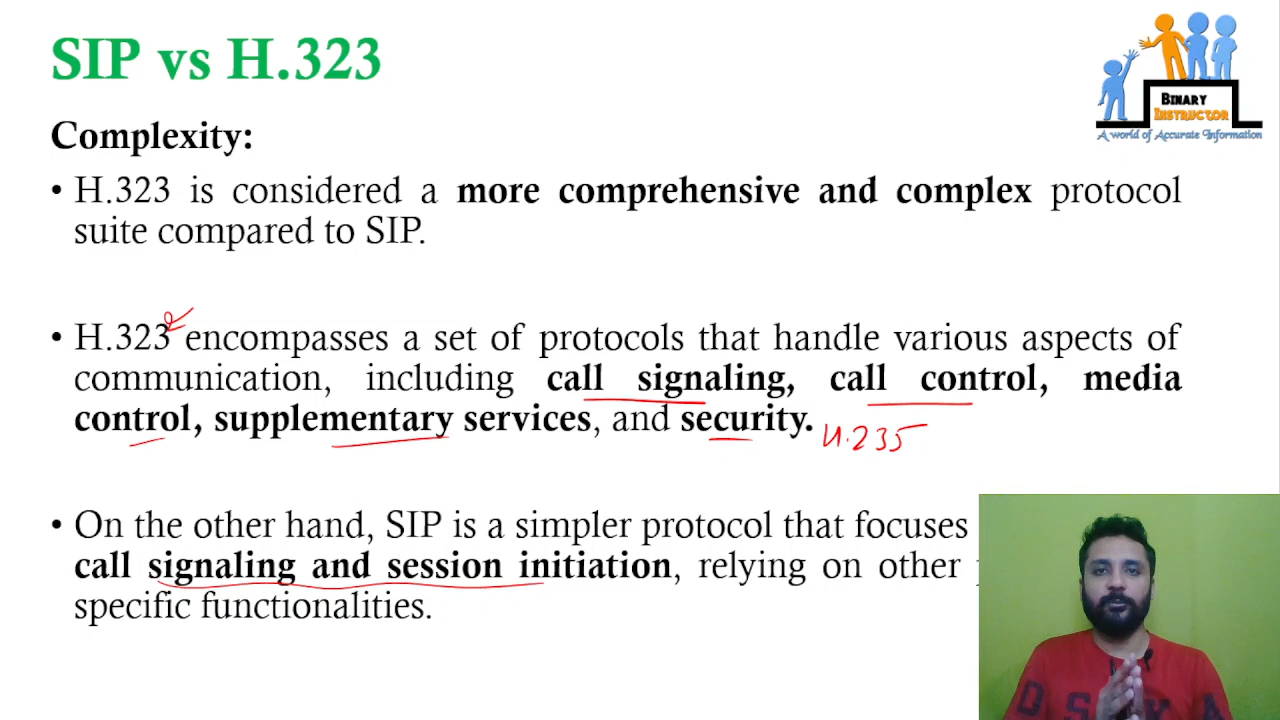 SIP vs H.323
BINARY
INSTRUCTOR
A world of Accurate Information
Complexity:
• H.323 is considered a more comprehensive and complex protocol
suite compared to SIP.
• H.323 encompasses a set of protocols that handle various aspects of
communication, including call signaling, call control, media
control, supplementary services, and security.
H.235
• On the other hand, SIP is a simpler protocol that focuses
call signaling and session initiation, relying on other
specific functionalities.